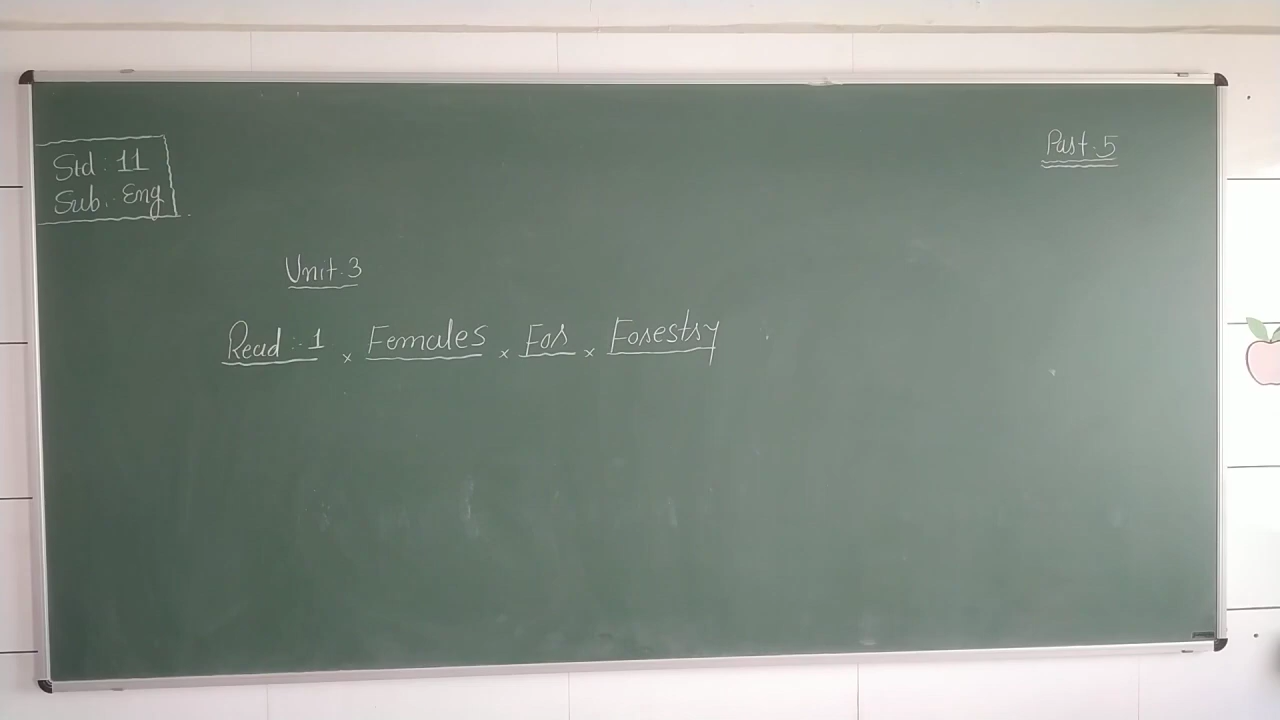 Std : 11
Sub. : Eng
Part. 5
Unit. 3
Read :- 1 × Females × For × Forestry